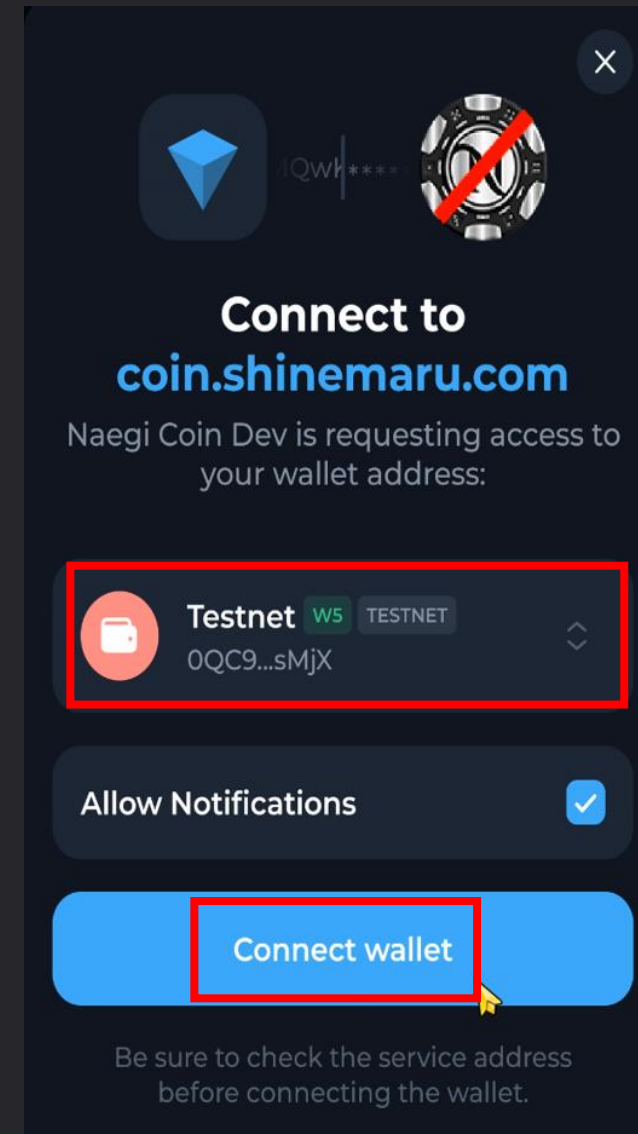 Connect to
coin.shinemaru.com
Naegi Coin Dev is requesting access to
your wallet address:
Testnet W5 TESTNET
0QC9...sMjX
Allow Notifications
Connect wallet
Be sure to check the service address
before connecting the wallet.